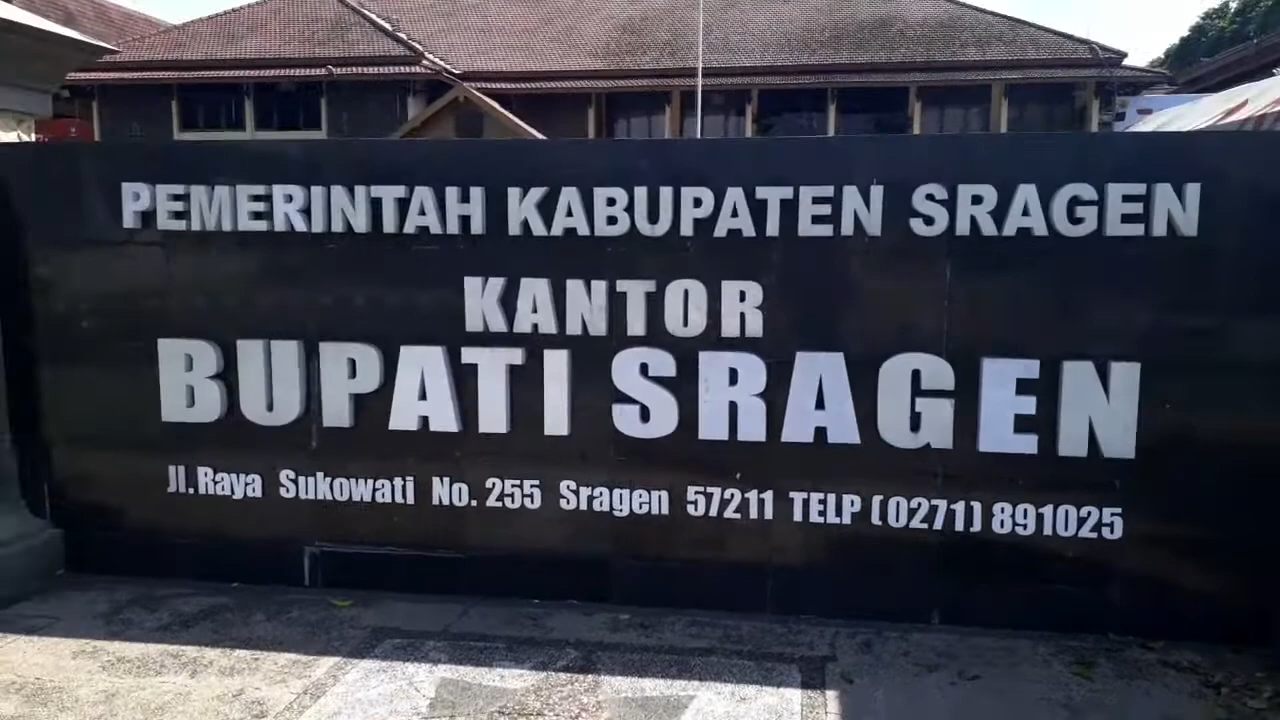 PEMERINTAH KABUPATEN SRAGEN
KANTOR
BUPATI SRAGEN
Jl. Raya Sukowati No. 255 Sragen 57211 TELP (0271) 891025